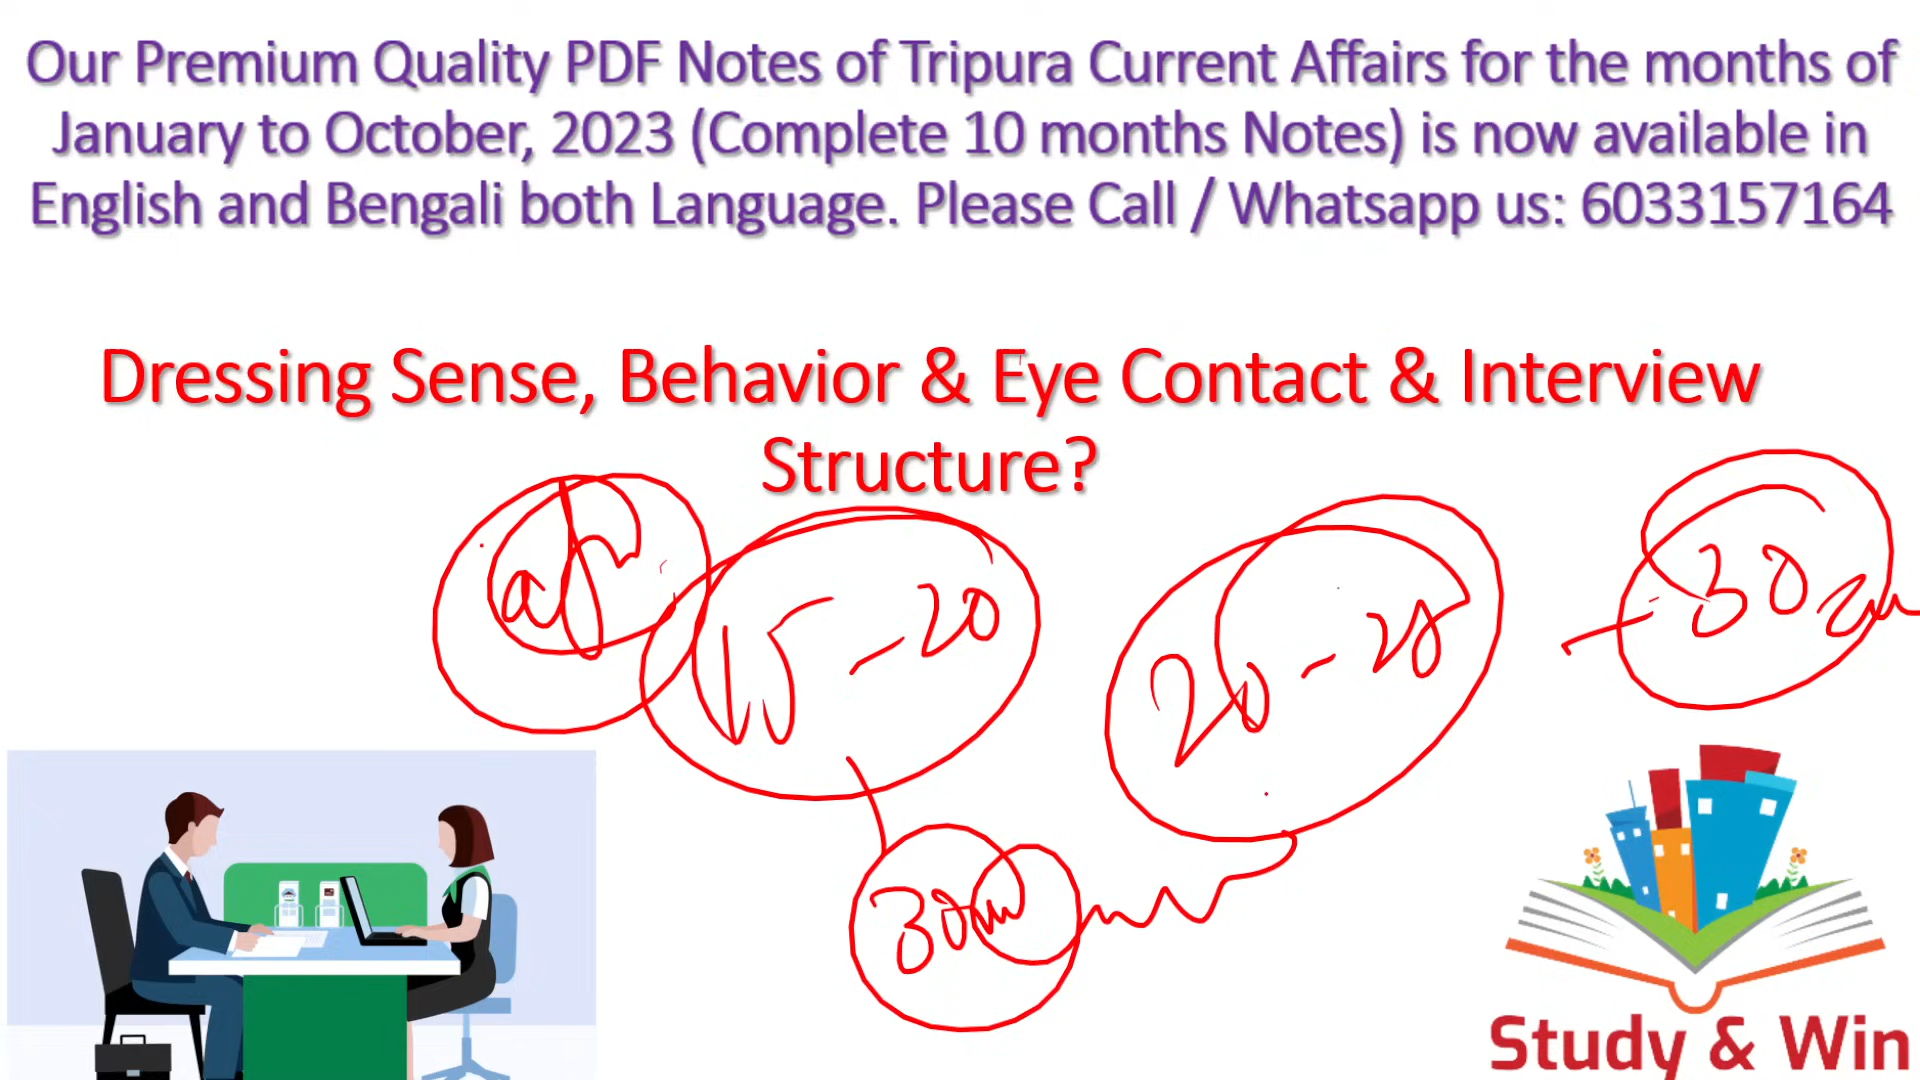 Our Premium Quality PDF Notes of Tripura Current Affairs for the months of
January to October, 2023 (Complete 10 months Notes) is now available in
English and Bengali both Language. Please Call / Whatsapp us: 6033157164
Dressing Sense, Behavior & Eye Contact & Interview
Structure?
15 - 20
20 - 25
- 30
30
Study & Win